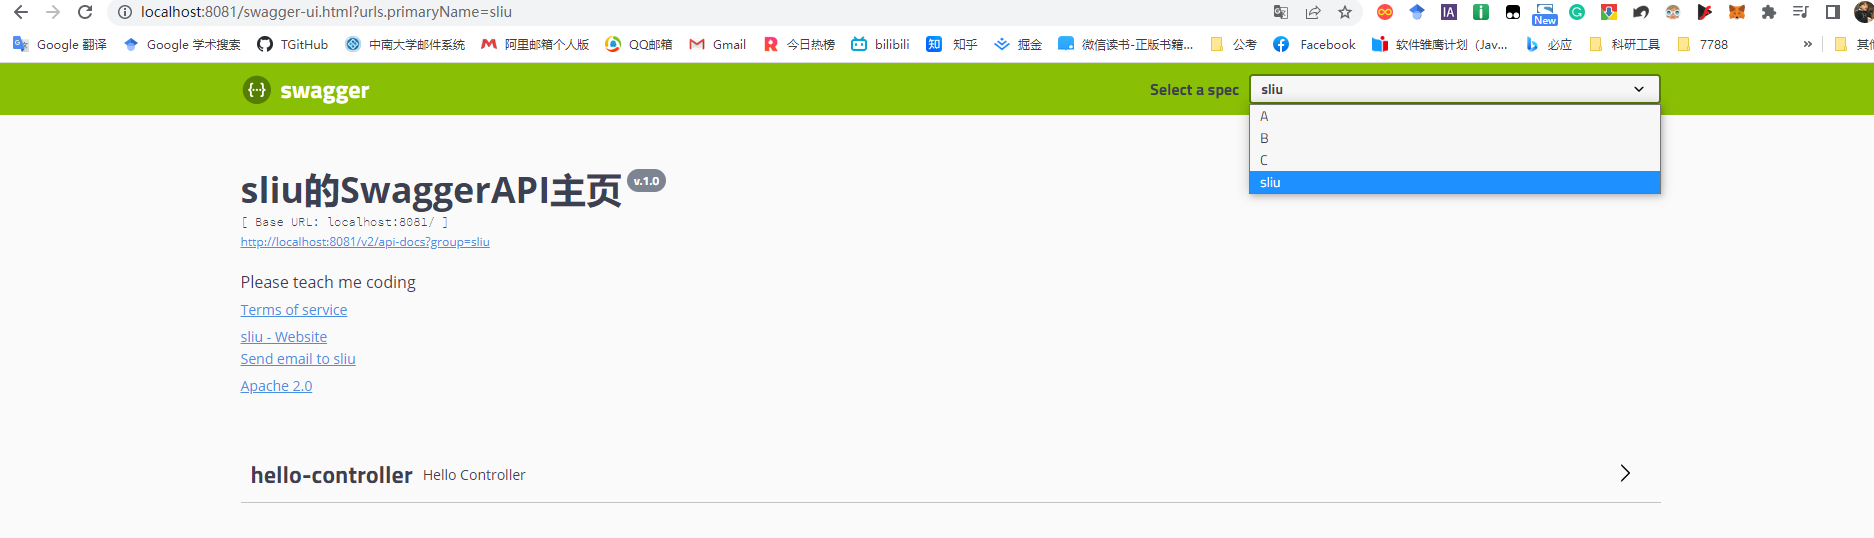 localhost:8081/swagger-ui.html?urls.primaryName=sliu
IA
New
Google 翻译 Google 学术搜索 TGitHub 中南大学邮件系统 阿里邮箱个人版 QQ邮箱 Gmail 今日热榜 bilibili 知 知乎 掘金 微信读书-正版书籍... 公考 Facebook 软件雏鹰计划（Jav... 必应 科研工具 7788 » 其他
{··} swagger
Select a spec sliu
A
B
C
sliu
sliu的SwaggerAPI主页 v.1.0
[ Base URL: localhost:8081/ ]
http://localhost:8081/v2/api-docs?group=sliu
Please teach me coding
Terms of service
sliu - Website
Send email to sliu
Apache 2.0
hello-controller Hello Controller